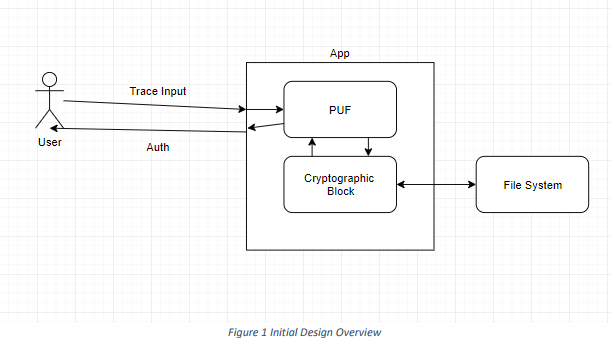 App
Trace Input
PUF
User
Auth
Cryptographic
Block
File System
Figure 1 Initial Design Overview